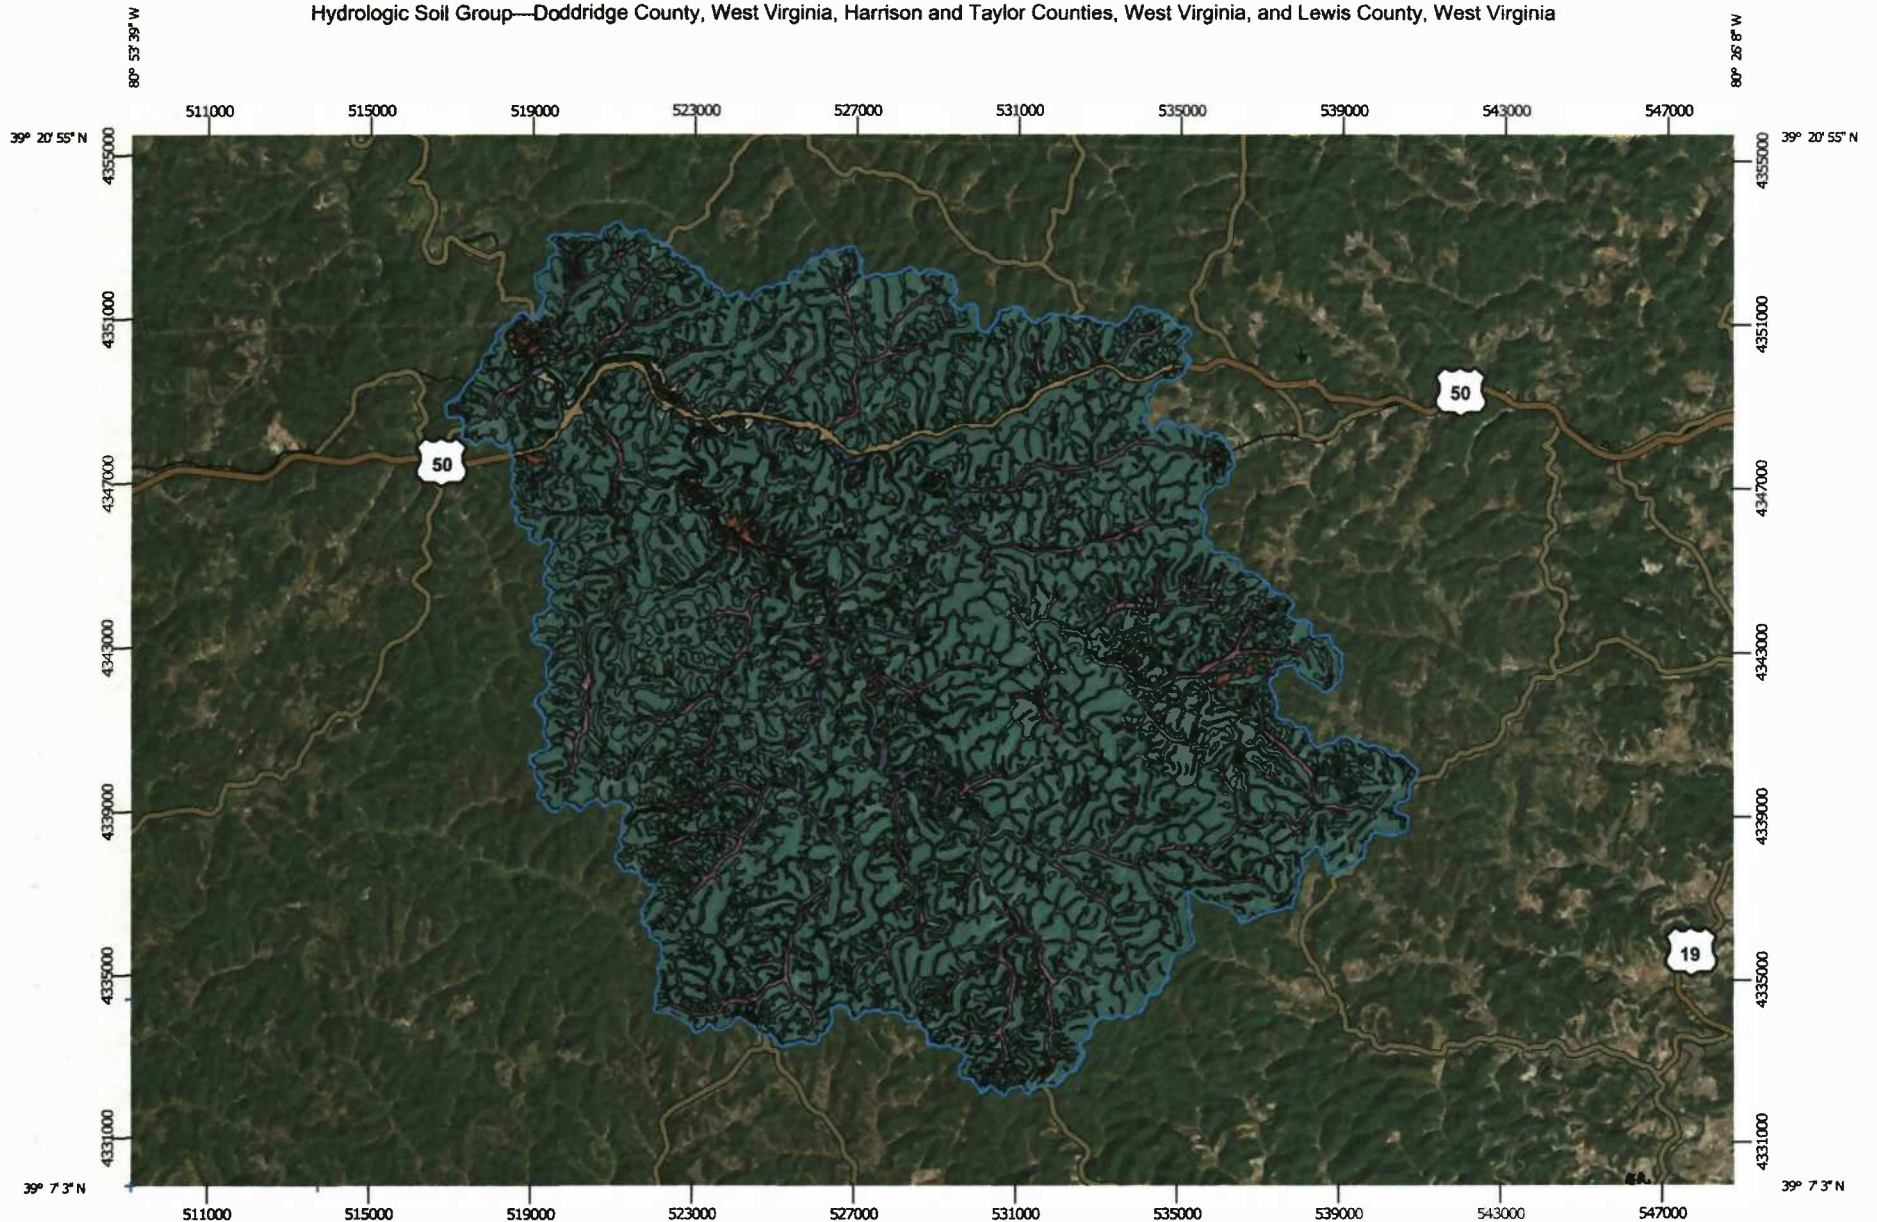 Hydrologic Soil Group—Doddridge County, West Virginia, Harrison and Taylor Counties, West Virginia, and Lewis County, West Virginia
80° 53' 39" W
80° 26' 8" W
511000 515000 519000 523000 527000 531000 535000 539000 543000 547000
39° 20' 55" N
39° 20' 55" N
4355000
4355000
4351000
4351000
50
50
4347000
4347000
4343000
4343000
4339000
4339000
19
4335000
4335000
4331000
4331000
39° 7' 3" N
39° 7' 3" N
511000 515000 519000 523000 527000 531000 535000 539000 543000 547000